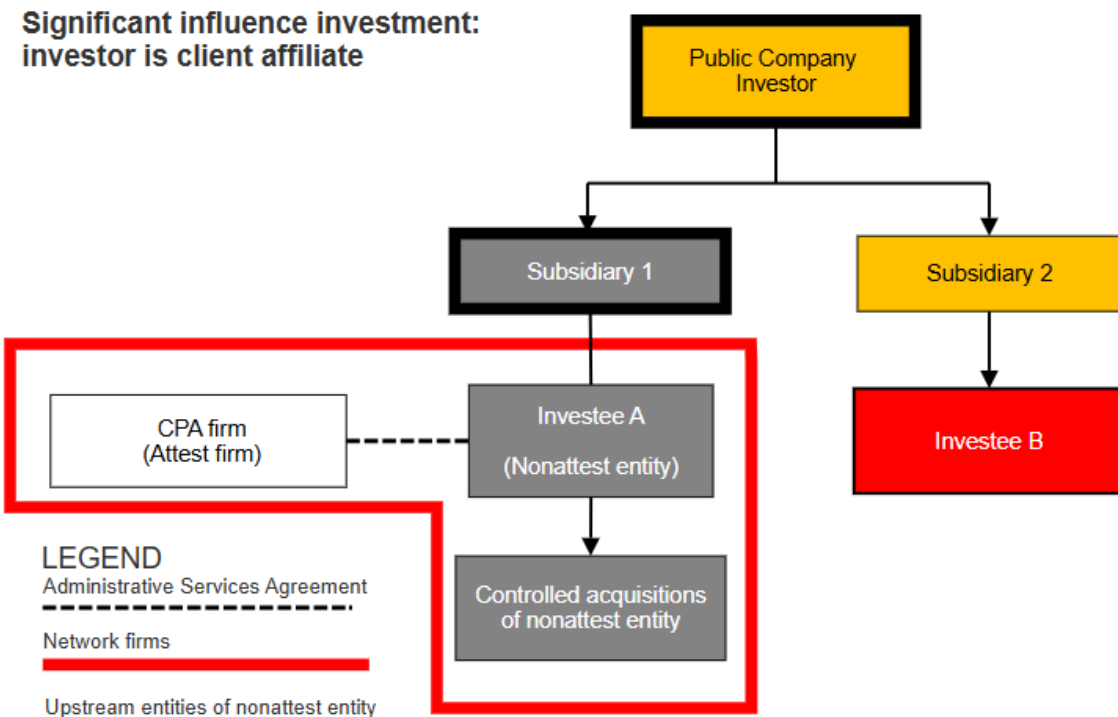 Significant influence investment:
investor is client affiliate
Public Company
Investor
Subsidiary 1
Subsidiary 2
CPA firm
(Attest firm)
Investee A
(Nonattest entity)
Investee B
Controlled acquisitions
of nonattest entity
LEGEND
Administrative Services Agreement
Network firms
Upstream entities of nonattest entity